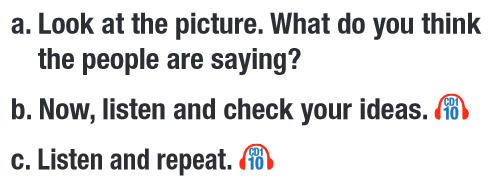 a. Look at the picture. What do you think
the people are saying?
b. Now, listen and check your ideas. CD1 10
c. Listen and repeat. CD1 10